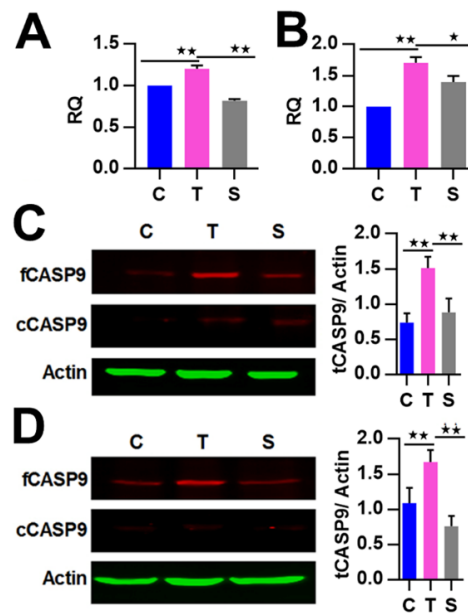 A
B
★★ ★★
★★ ★
1.5
1.0
0.5
0.0
RQ
C T S
2.0
1.5
1.0
0.5
0.0
RQ
C T S
C
C T S
fCASP9
cCASP9
Actin
★★ ★★
2.0
1.5
1.0
0.5
0.0
tCASP9/ Actin
C T S
D
C T S
fCASP9
cCASP9
Actin
★★ ★★
2.0
1.5
1.0
0.5
0.0
tCASP9/ Actin
C T S